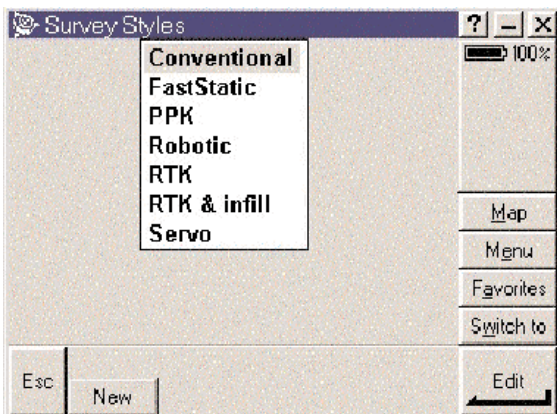 Survey Styles
? – X
100%
Conventional
FastStatic
PPK
Robotic
RTK
RTK & infill
Servo
Map
Menu
Favorites
Switch to
Esc
New
Edit